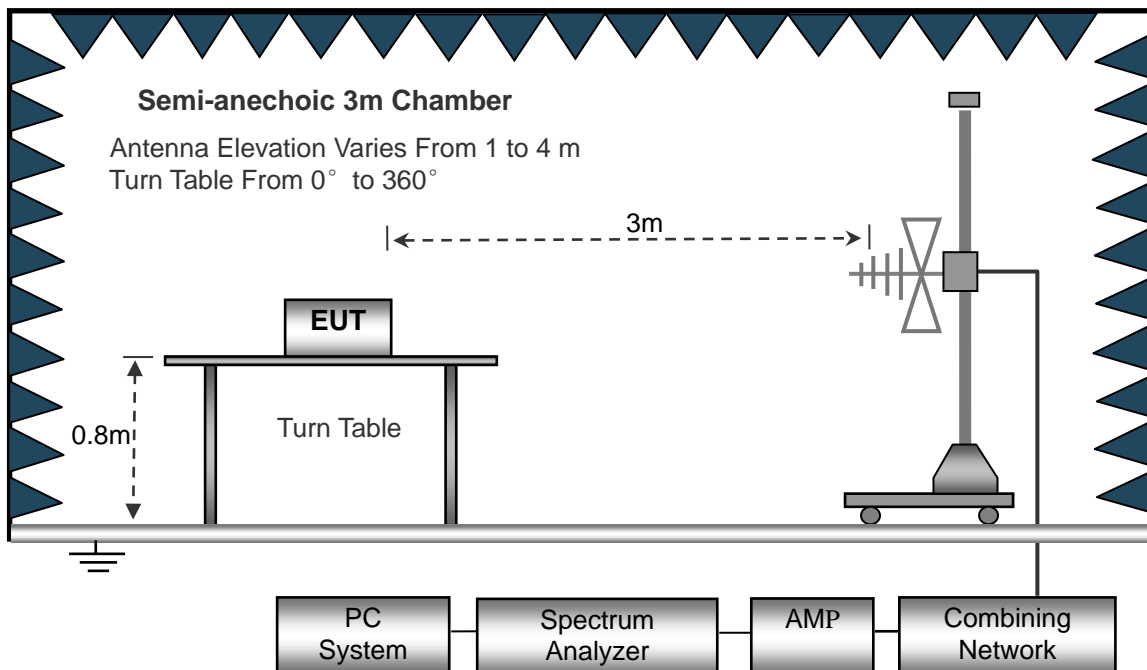 Semi-anechoic 3m Chamber
Antenna Elevation Varies From 1 to 4 m
Turn Table From 0° to 360°
3m
EUT
0.8m
Turn Table
PC
System
Spectrum
Analyzer
AMP
Combining
Network